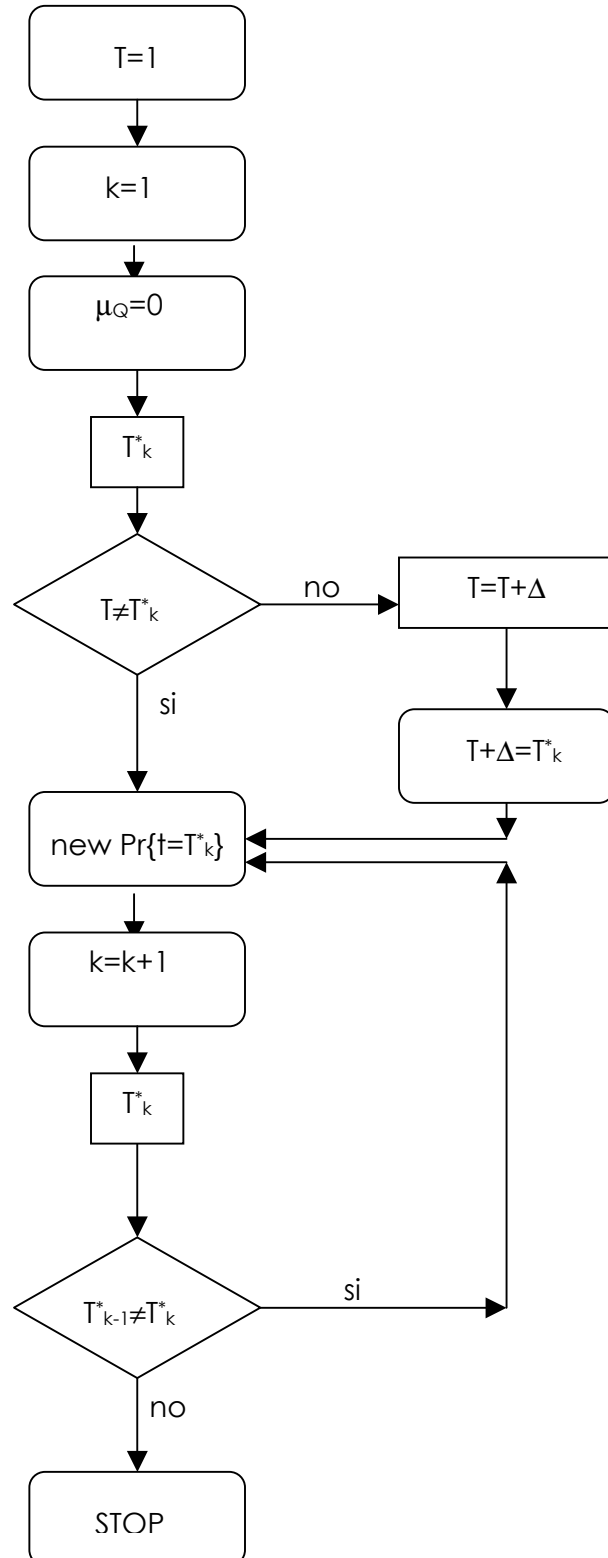 T=1
k=1
μQ=0
T*k
T≠T*k
no
T=T+Δ
si
T+Δ=T*k
new Pr{t=T*k}
k=k+1
T*k
T*k-1≠T*k
si
no
STOP